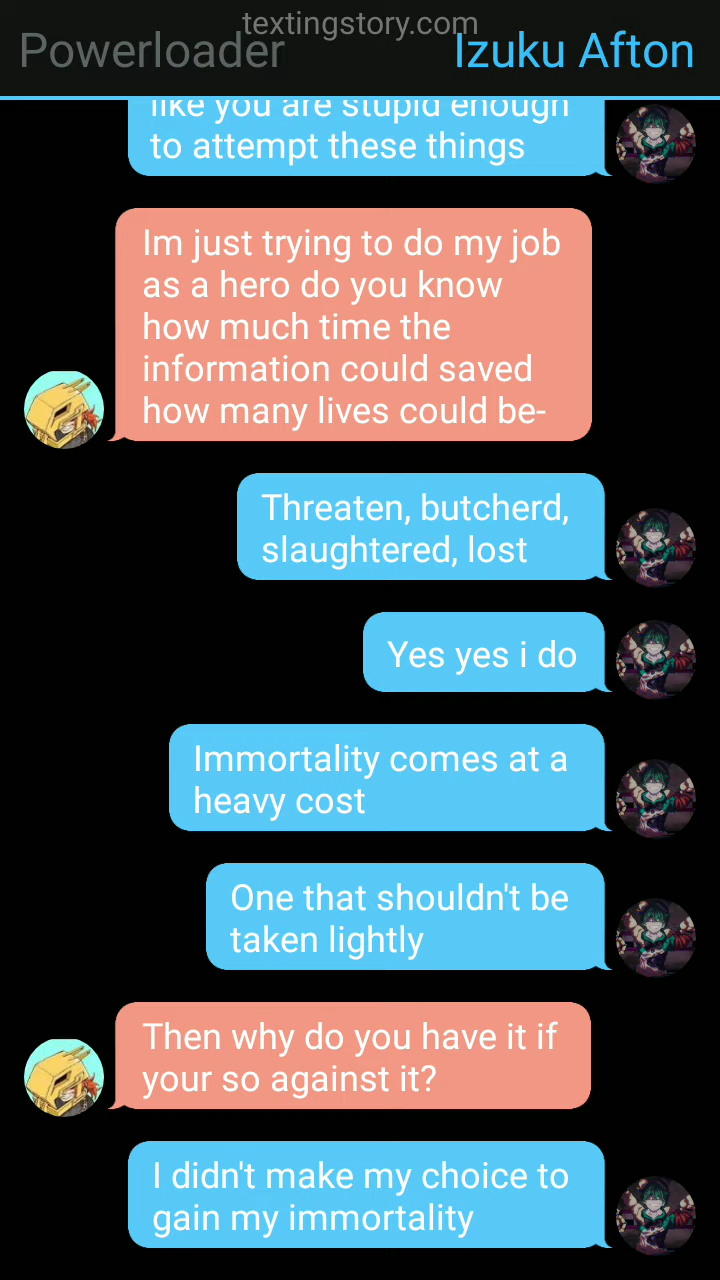 textingstory.com
Powerloader
Izuku Afton
like you are stupid enough
to attempt these things
Im just trying to do my job
as a hero do you know
how much time the
information could saved
how many lives could be-
Threaten, butcherd,
slaughtered, lost
Yes yes i do
Immortality comes at a
heavy cost
One that shouldn't be
taken lightly
Then why do you have it if
your so against it?
I didn't make my choice to
gain my immortality